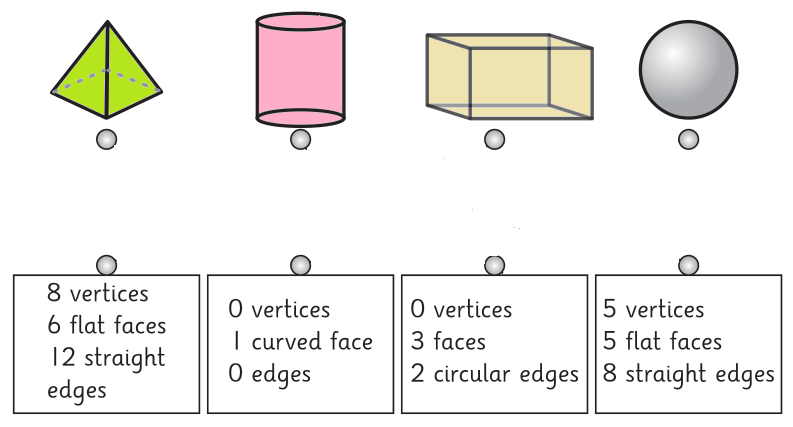 8 vertices
6 flat faces
12 straight
edges
0 vertices
1 curved face
0 edges
0 vertices
3 faces
2 circular edges
5 vertices
5 flat faces
8 straight edges